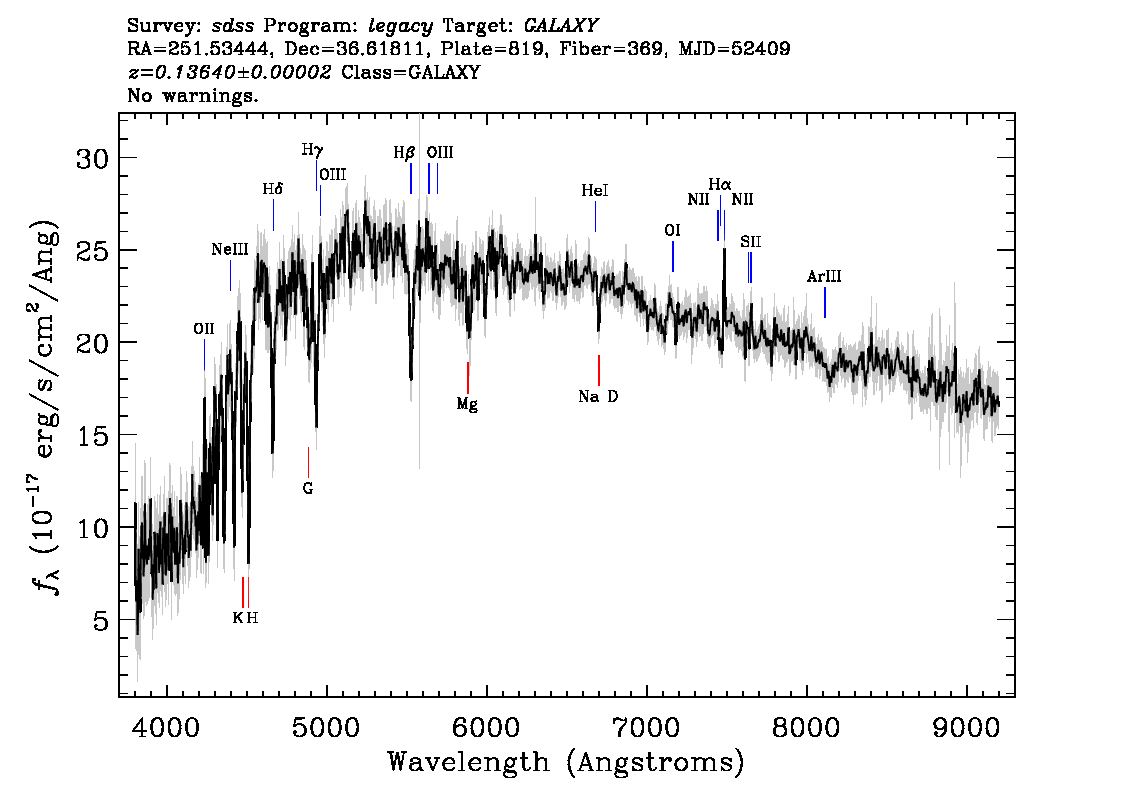 Survey: sdss Program: legacy Target: GALAXY
RA=251.53444, Dec=36.61811, Plate=819, Fiber=369, MJD=52409
z=0.13640±0.00002 Class=GALAXY
No warnings.
30
25
20
15
10
5
f_λ (10^−17 erg/s/cm^2/Ang)
Hγ
Hβ OIII
OIII
Hδ
Hα
HeI
NII NII
OI
SII
NeIII
ArIII
OII
Mg
Na D
G
K H
4000 5000 6000 7000 8000 9000
Wavelength (Angstroms)